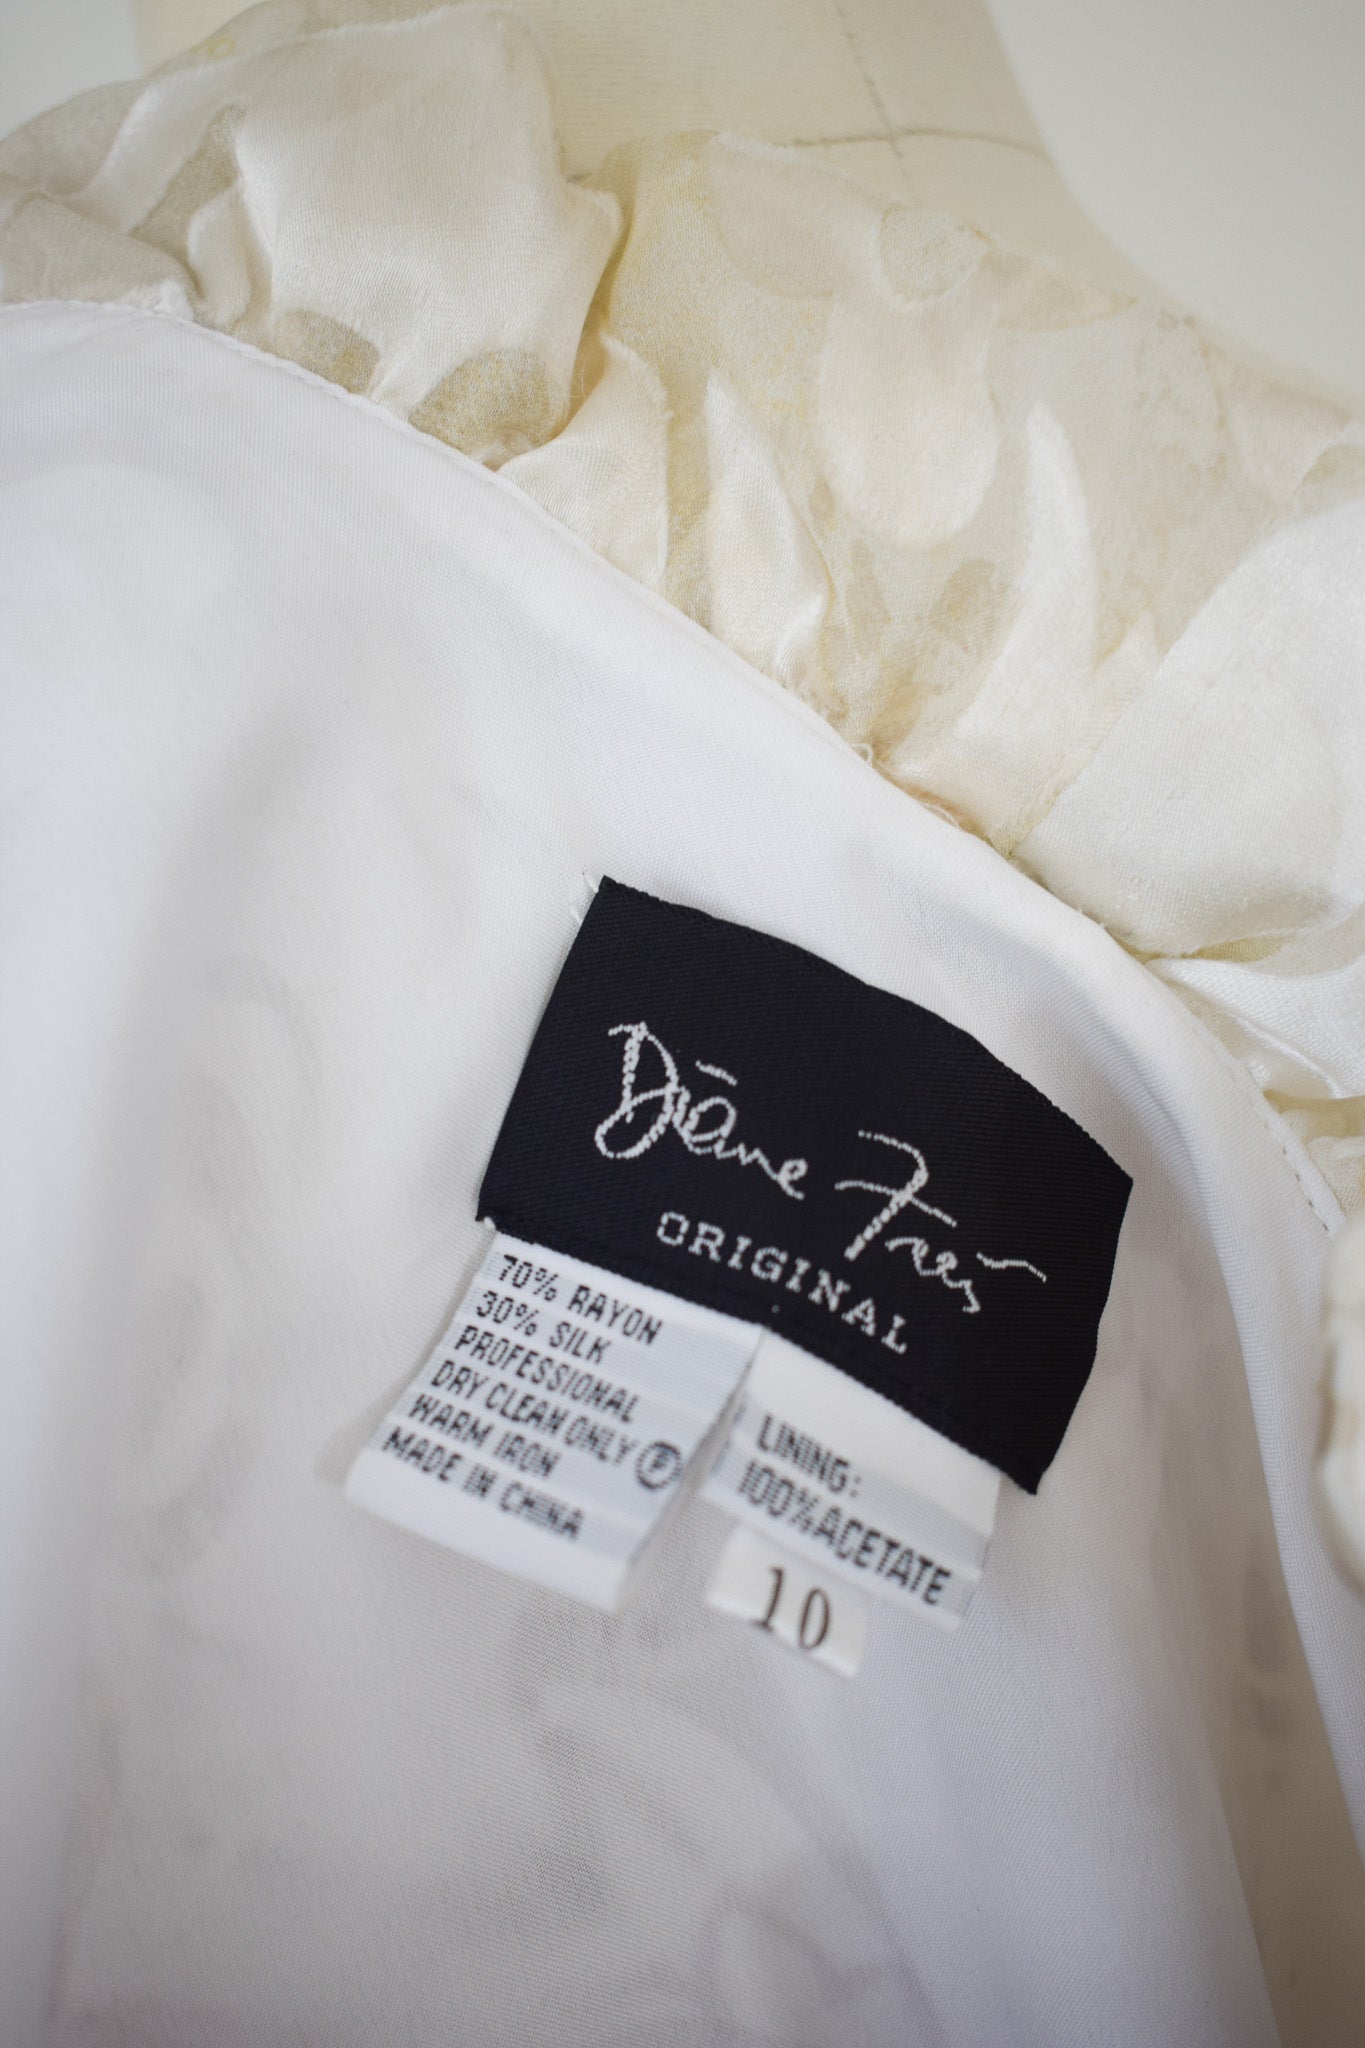 Diane Freis
ORIGINAL
70% RAYON
30% SILK
PROFESSIONAL
DRY CLEAN ONLY Ⓟ
WARM IRON
MADE IN CHINA
LINING:
100% ACETATE
10